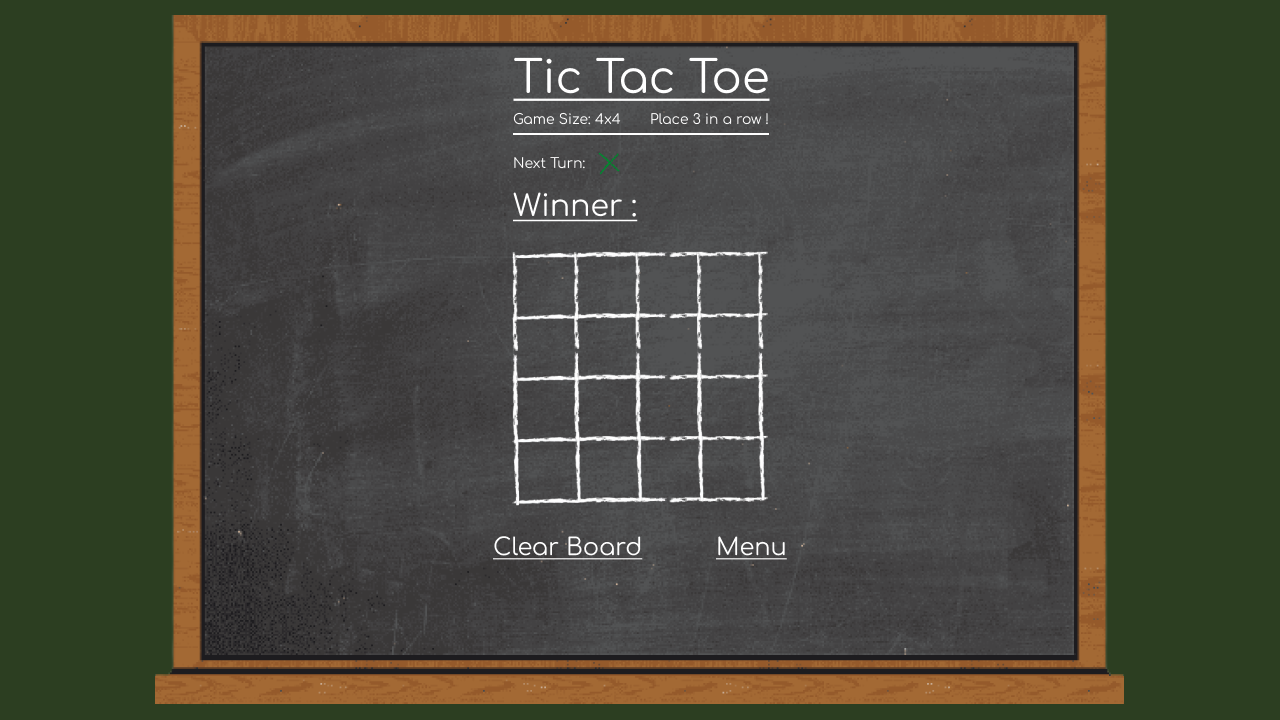 Tic Tac Toe
Game Size: 4x4 Place 3 in a row !
Next Turn:
Winner :
Clear Board Menu